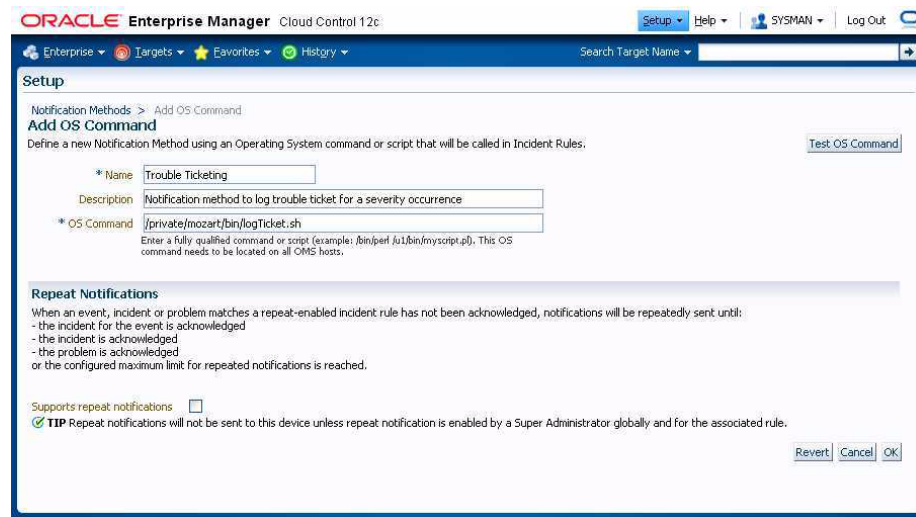 ORACLE Enterprise Manager Cloud Control 12c
Setup Help SYSMAN Log Out
Enterprise Targets Favorites History Search Target Name
Setup
Notification Methods > Add OS Command
Add OS Command
Define a new Notification Method using an Operating System command or script that will be called in Incident Rules.
Test OS Command
* Name Trouble Ticketing
Description Notification method to log trouble ticket for a severity occurrence
* OS Command /private/mozart/bin/logTicket.sh
Enter a fully qualified command or script (example: /bin/perl /u1/bin/myscript.pl). This OS
command needs to be located on all OMS hosts.
Repeat Notifications
When an event, incident or problem matches a repeat-enabled incident rule has not been acknowledged, notifications will be repeatedly sent until:
- the incident for the event is acknowledged
- the incident is acknowledged
- the problem is acknowledged
or the configured maximum limit for repeated notifications is reached.
Supports repeat notifications
TIP Repeat notifications will not be sent to this device unless repeat notification is enabled by a Super Administrator globally and for the associated rule.
Revert Cancel OK